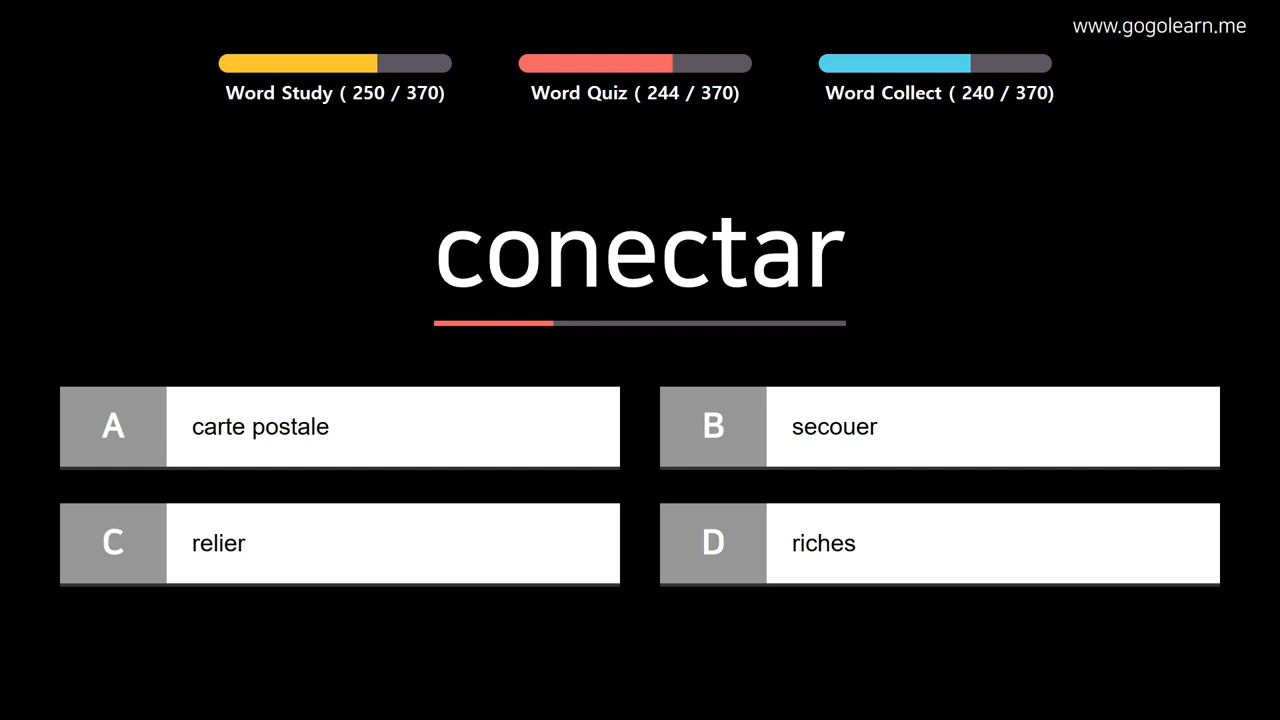 www.gogolearn.me
Word Study ( 250 / 370)
Word Quiz ( 244 / 370)
Word Collect ( 240 / 370)
conectar
A carte postale
B secouer
C relier
D riches